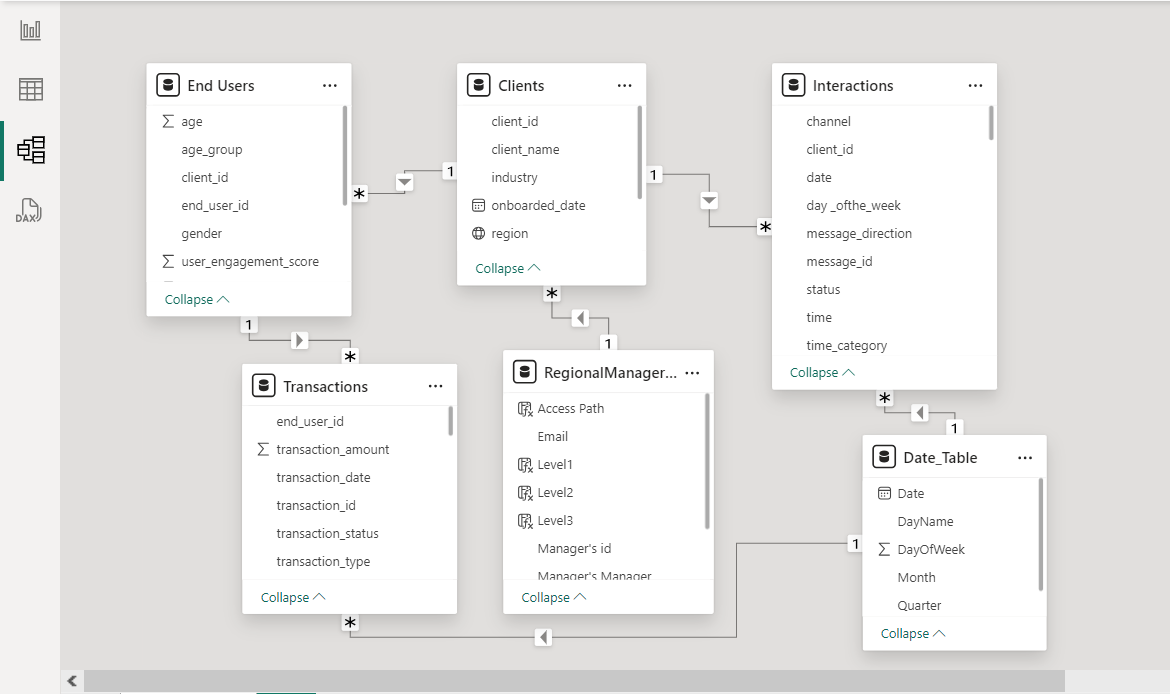 DAX
End Users
...
age
age_group
client_id
end_user_id
gender
user_engagement_score
Collapse
1
*
Clients
...
client_id
client_name
industry
onboarded_date
region
Collapse
1
1
*
*
Interactions
...
channel
client_id
date
day _ofthe_week
message_direction
message_id
status
time
time_category
Collapse
*
Transactions
...
end_user_id
transaction_amount
transaction_date
transaction_id
transaction_status
transaction_type
Collapse
*
*
RegionalManager...
...
Access Path
Email
Level1
Level2
Level3
Manager's id
Manager's Manager
Collapse
1
Date_Table
...
Date
DayName
DayOfWeek
Month
Quarter
Collapse
1
1